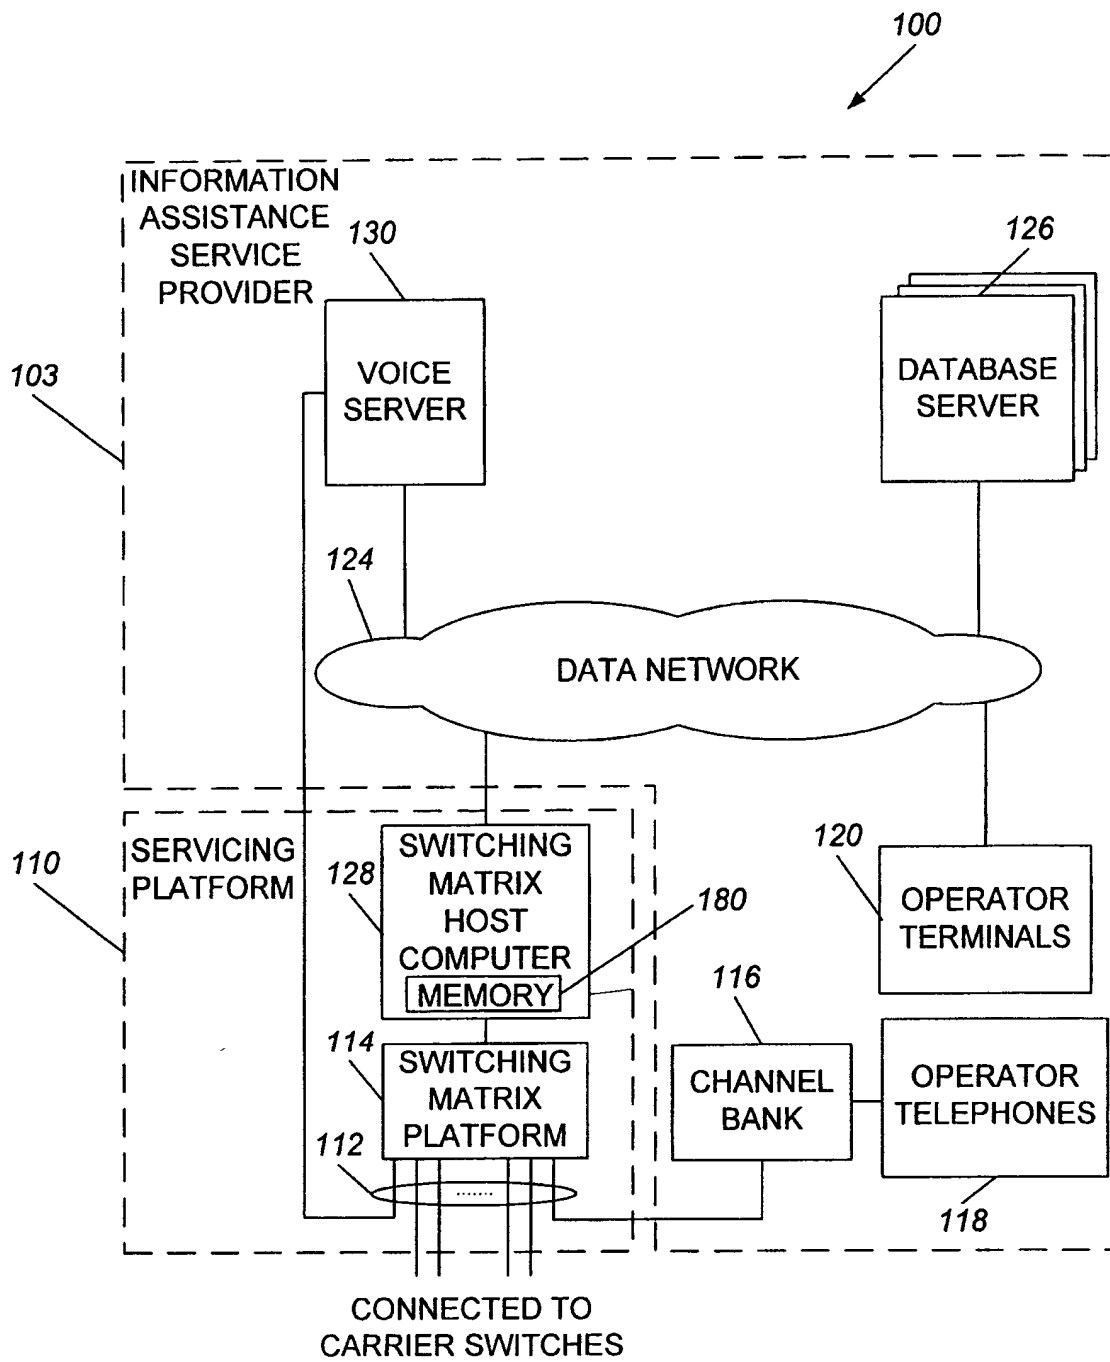 100
INFORMATION
ASSISTANCE
SERVICE
PROVIDER
130
126
103
VOICE
SERVER
DATABASE
SERVER
124
DATA NETWORK
110
SERVICING
PLATFORM
128
SWITCHING
MATRIX
HOST
COMPUTER
MEMORY
180
120
OPERATOR
TERMINALS
116
114
SWITCHING
MATRIX
PLATFORM
CHANNEL
BANK
OPERATOR
TELEPHONES
112
.......
118
CONNECTED TO
CARRIER SWITCHES